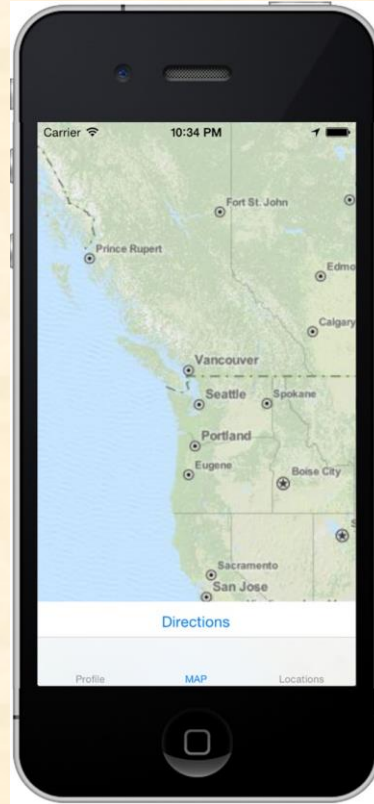 Carrier 10:34 PM
Fort St. John
Prince Rupert
Edmo
Calgary
Vancouver
Seattle
Spokane
Portland
Eugene
Boise City
Sacramento
San Jose
Directions
Profile MAP Locations